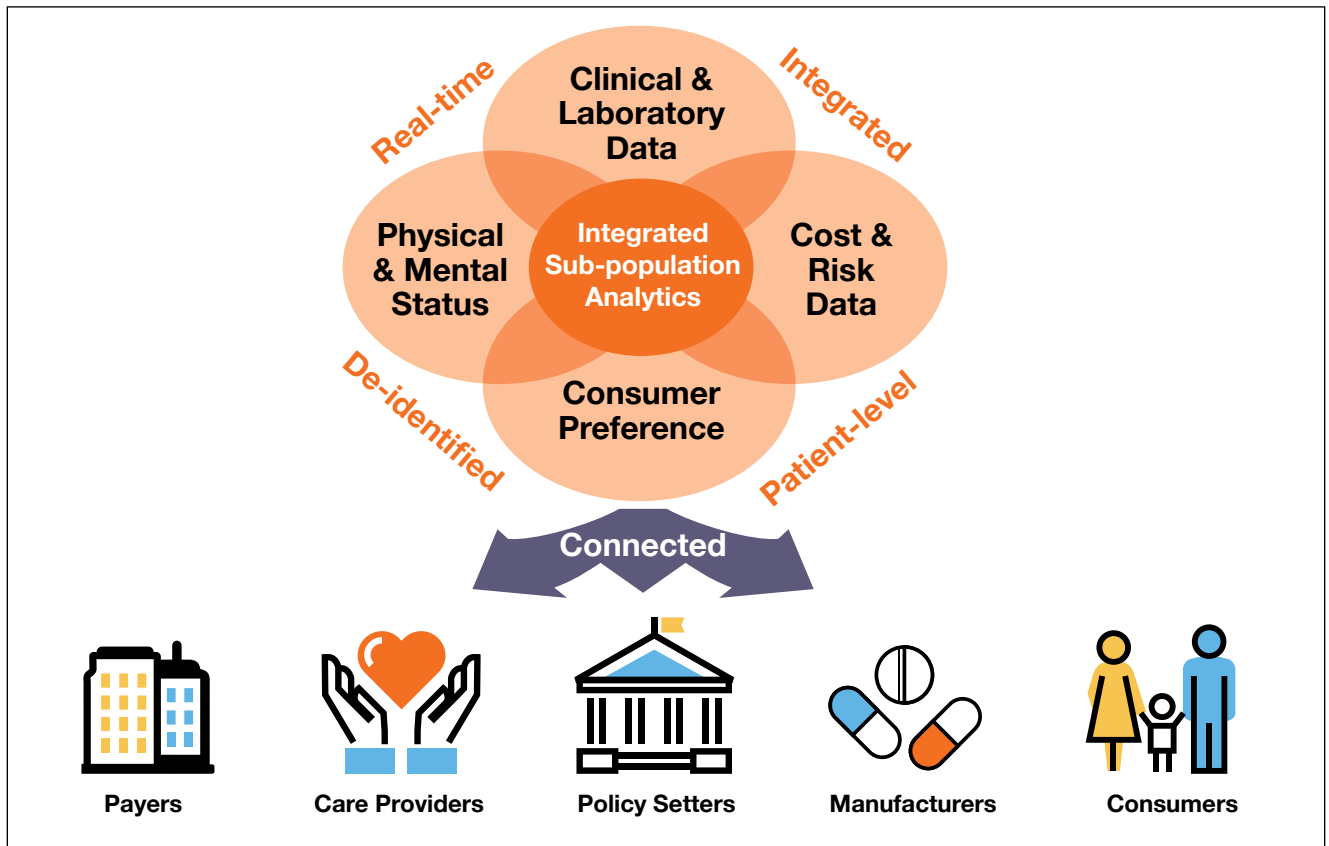 Real-time
Clinical &
Laboratory
Data
Integrated
Physical
& Mental
Status
Integrated
Sub-population
Analytics
Cost &
Risk
Data
De-identified
Consumer
Preference
Patient-level
Connected
Payers
Care Providers
Policy Setters
Manufacturers
Consumers